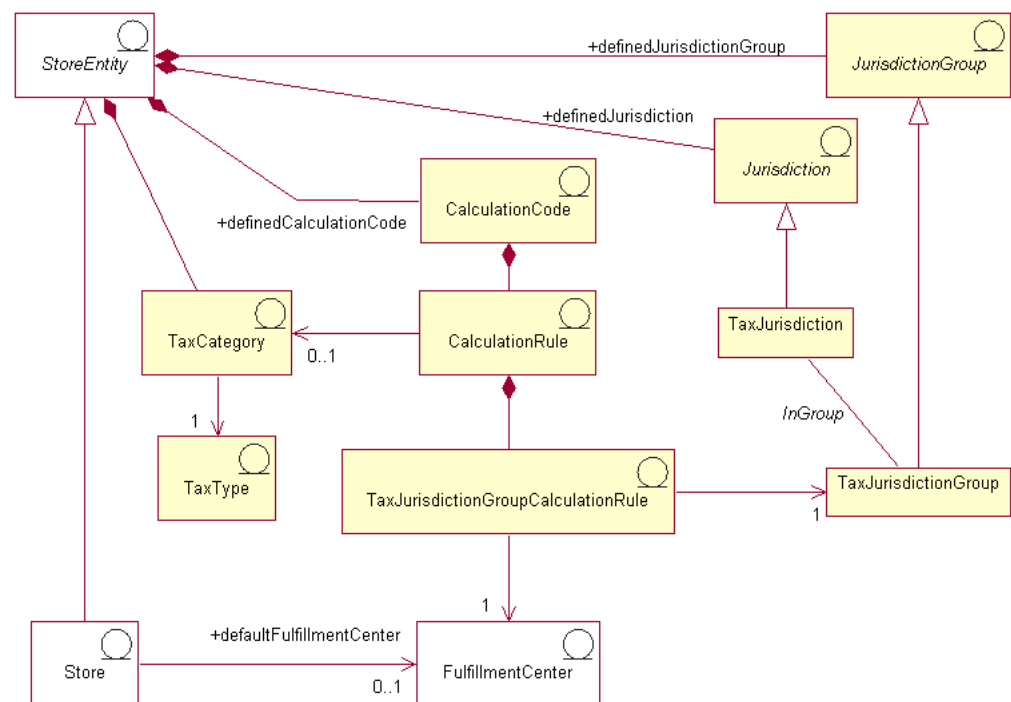 StoreEntity
+definedJurisdictionGroup
JurisdictionGroup
+definedJurisdiction
Jurisdiction
CalculationCode
+definedCalculationCode
TaxCategory
0..1
CalculationRule
TaxJurisdiction
InGroup
1
TaxType
TaxJurisdictionGroupCalculationRule
1
TaxJurisdictionGroup
1
Store
+defaultFulfillmentCenter
0..1
FulfillmentCenter